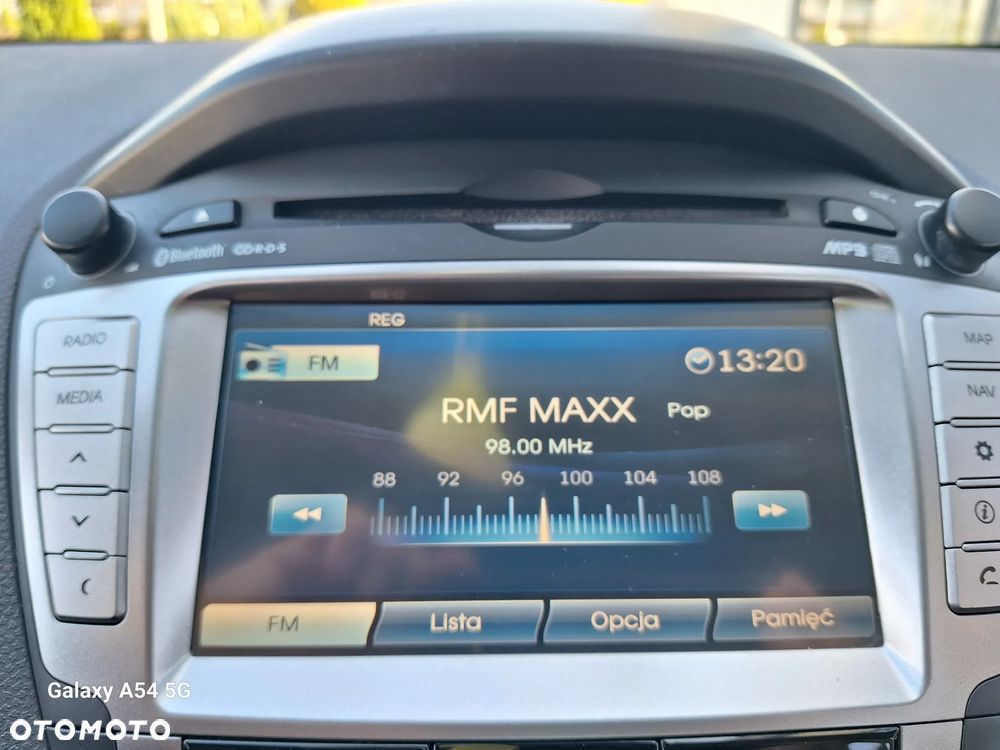 Bluetooth R·D·S
MP3
REG
RADIO
MEDIA
FM
13:20
MAP
NAV
RMF MAXX Pop
98.00 MHz
88 92 96 100 104 108
FM Lista Opcja Pamięć
Galaxy A54 5G
OTOMOTO